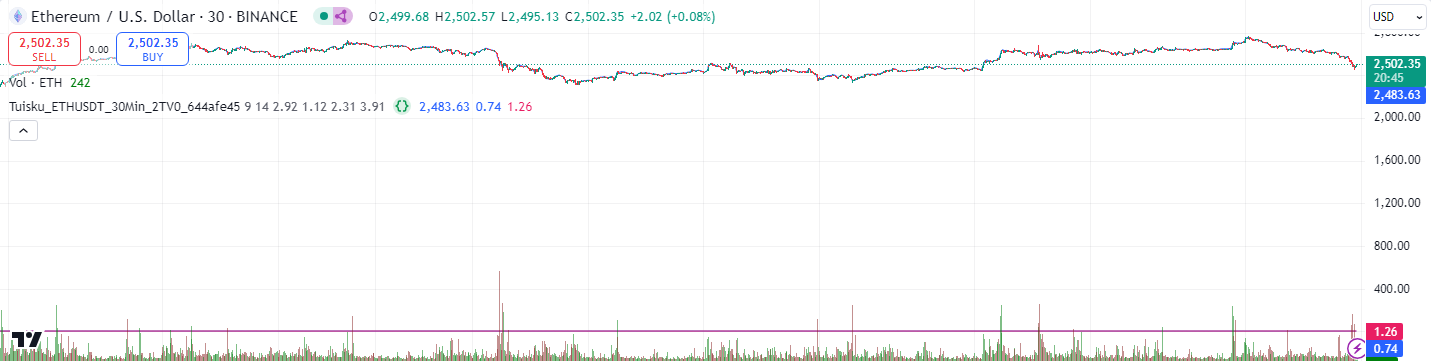 Ethereum / U.S. Dollar · 30 · BINANCE O2,499.68 H2,502.57 L2,495.13 C2,502.35 +2.02 (+0.08%)
USD
2,502.35 SELL
0.00
2,502.35 BUY
Vol · ETH 242
Tuisku_ETHUSDT_30Min_2TV0_644afe45 9 14 2.92 1.12 2.31 3.91 {} 2,483.63 0.74 1.26
2,502.35
20:45
2,483.63
2,000.00
1,600.00
1,200.00
800.00
400.00
1.26
0.74